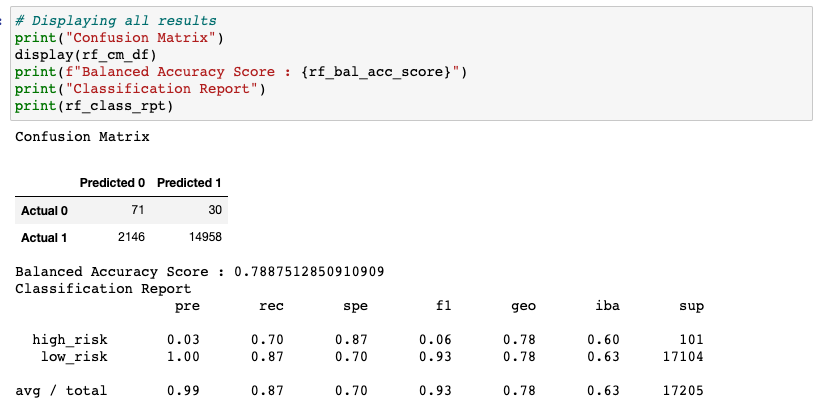 # Displaying all results
print("Confusion Matrix")
display(rf_cm_df)
print(f"Balanced Accuracy Score : {rf_bal_acc_score}")
print("Classification Report")
print(rf_class_rpt)
Confusion Matrix
Predicted 0 Predicted 1
Actual 0 71 30
Actual 1 2146 14958
Balanced Accuracy Score : 0.7887512850910909
Classification Report
pre rec spe f1 geo iba sup
high_risk 0.03 0.70 0.87 0.06 0.78 0.60 101
low_risk 1.00 0.87 0.70 0.93 0.78 0.63 17104
avg / total 0.99 0.87 0.70 0.93 0.78 0.63 17205